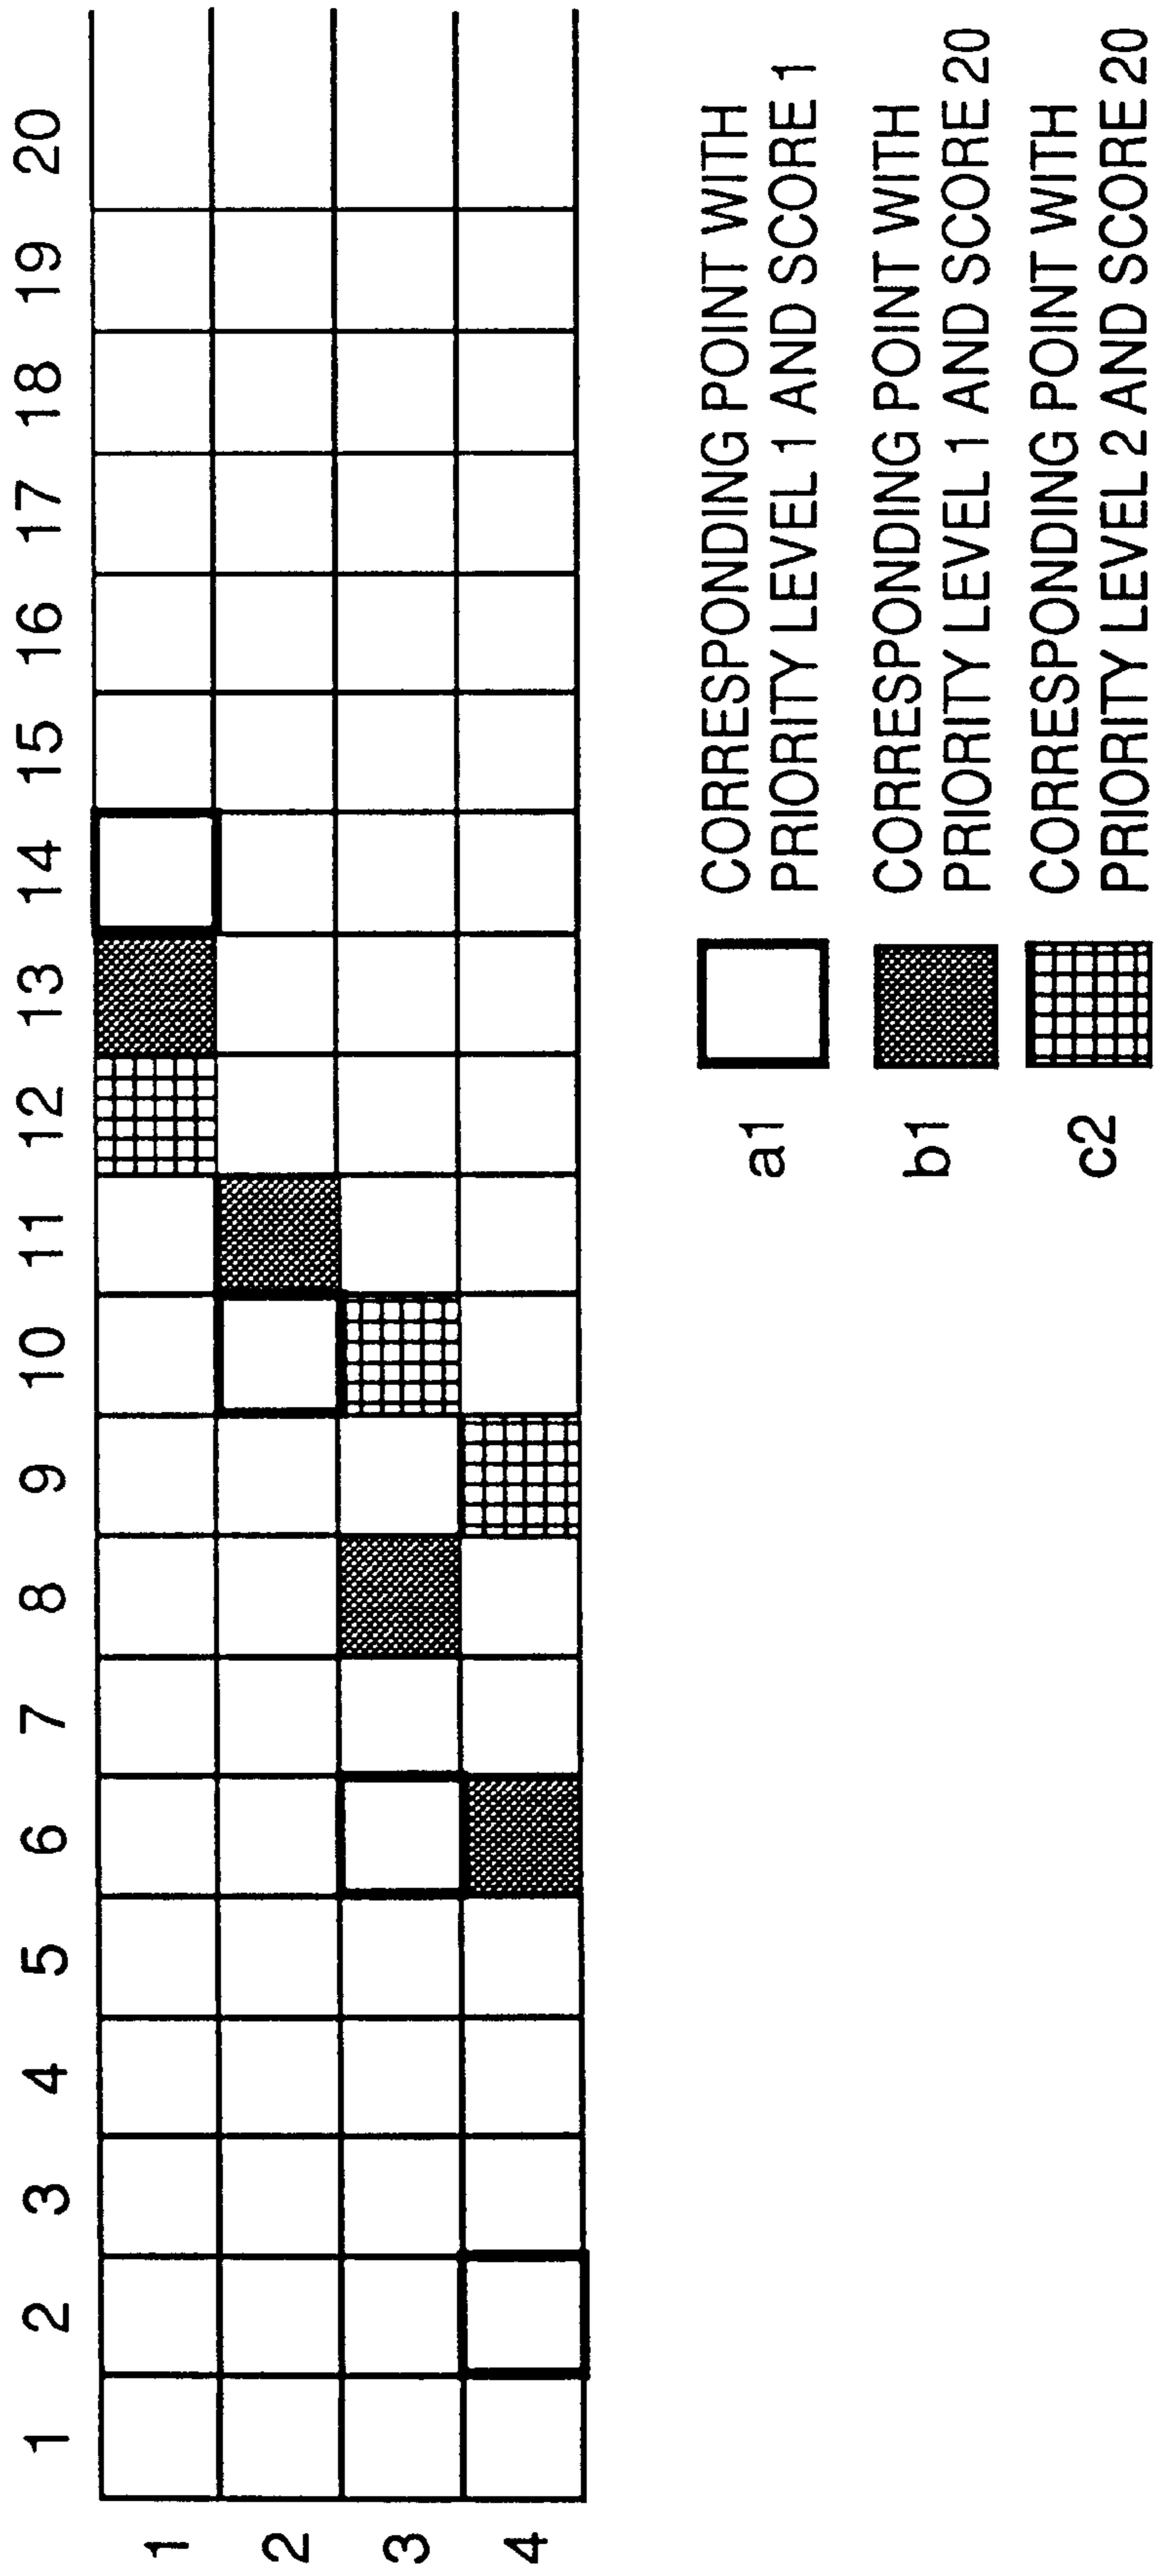 1 2 3 4 5 6 7 8 9 10 11 12 13 14 15 16 17 18 19 20
1
2
3
4
a1 CORRESPONDING POINT WITH
PRIORITY LEVEL 1 AND SCORE 1
b1 CORRESPONDING POINT WITH
PRIORITY LEVEL 1 AND SCORE 20
c2 CORRESPONDING POINT WITH
PRIORITY LEVEL 2 AND SCORE 20